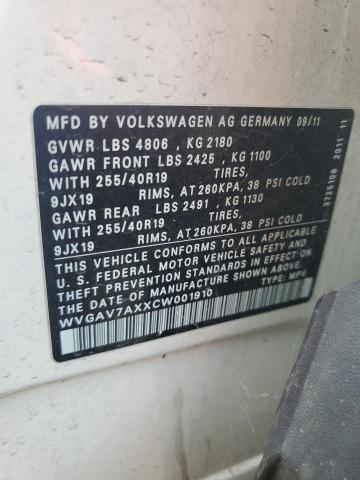 MFD BY VOLKSWAGEN AG GERMANY 09/11
GVWR LBS 4806 , KG 2180
GAWR FRONT LBS 2425 , KG 1100
WITH 255/40R19 TIRES,
9JX19 RIMS, AT 260KPA, 38 PSI COLD
GAWR REAR LBS 2491 , KG 1130
WITH 255/40R19 TIRES,
9JX19 RIMS, AT 260KPA, 38 PSI COLD
THIS VEHICLE CONFORMS TO ALL APPLICABLE
U. S. FEDERAL MOTOR VEHICLE SAFETY AND
THEFT PREVENTION STANDARDS IN EFFECT ON
THE DATE OF MANUFACTURE SHOWN ABOVE.
WVGAV7AXXCW001910 TYPE: MPV
3725108 2011 11